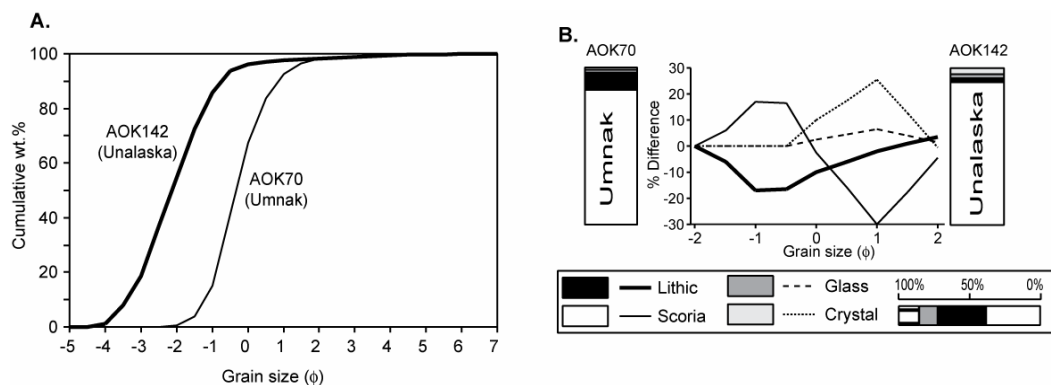 A.
Cumulative wt.%
100
80
60
40
20
0
AOK142
(Unalaska)
AOK70
(Umnak)
-5 -4 -3 -2 -1 0 1 2 3 4 5 6 7
Grain size (ϕ)
B.
AOK70
Umnak
% Difference
30
20
10
0
-10
-20
-30
-2 -1 0 1 2
Grain size (ϕ)
AOK142
Unalaska
Lithic
Glass
Scoria
Crystal
100% 50% 0%